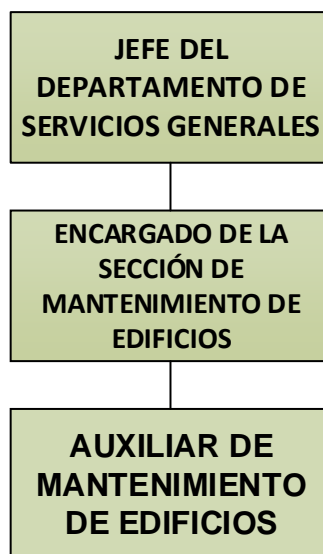 JEFE DEL
DEPARTAMENTO DE
SERVICIOS GENERALES
ENCARGADO DE LA
SECCIÓN DE
MANTENIMIENTO DE
EDIFICIOS
AUXILIAR DE
MANTENIMIENTO
DE EDIFICIOS